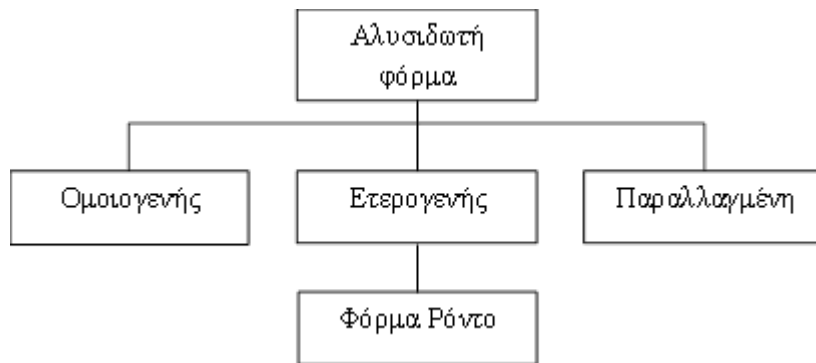 Αλυσιδωτή
φόρμα
Ομοιογενής
Ετερογενής
Παραλλαγμένη
Φόρμα Ρόντο